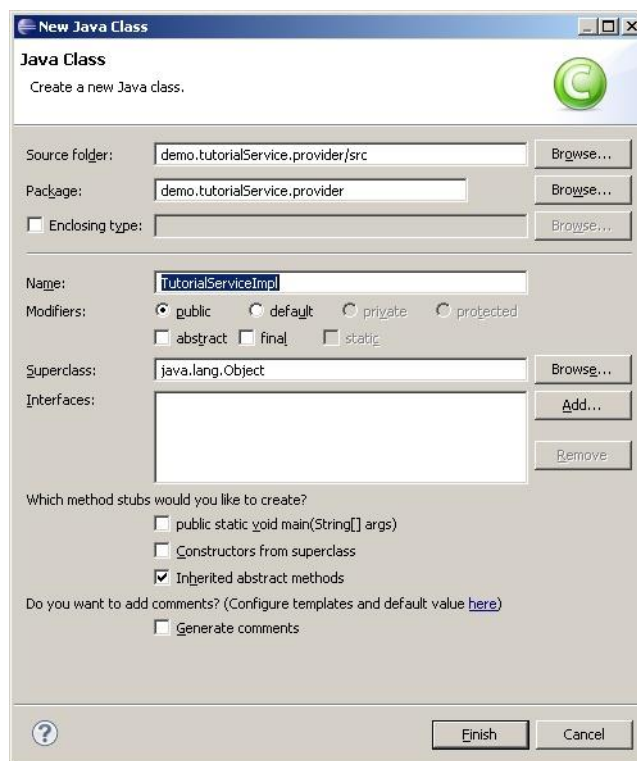 New Java Class
Java Class
Create a new Java class.
C
Source folder: demo.tutorialService.provider/src Browse...
Package: demo.tutorialService.provider Browse...
Enclosing type: Browse...
Name: TutorialServiceImpl
Modifiers: public default private protected
abstract final static
Superclass: java.lang.Object Browse...
Interfaces: Add...
Remove
Which method stubs would you like to create?
public static void main(String[] args)
Constructors from superclass
Inherited abstract methods
Do you want to add comments? (Configure templates and default value here)
Generate comments
? Finish Cancel